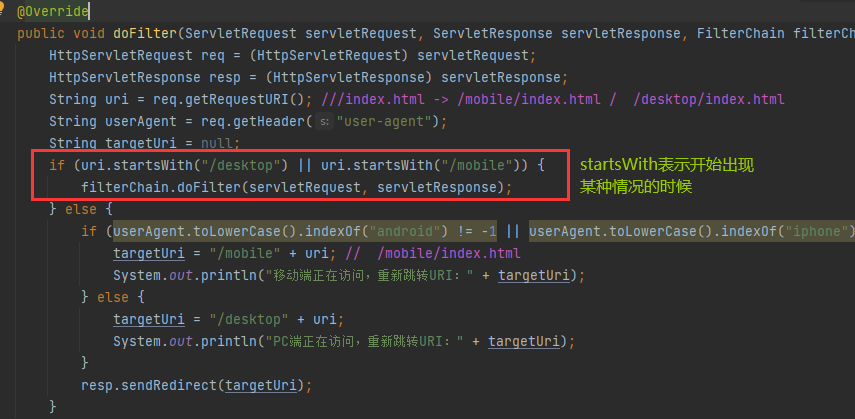 @Override
public void doFilter(ServletRequest servletRequest, ServletResponse servletResponse, FilterChain filterCh
HttpServletRequest req = (HttpServletRequest) servletRequest;
HttpServletResponse resp = (HttpServletResponse) servletResponse;
String uri = req.getRequestURI(); ///index.html -> /mobile/index.html / /desktop/index.html
String userAgent = req.getHeader( s: "user-agent");
String targetUri = null;
if (uri.startsWith("/desktop") || uri.startsWith("/mobile")) {
startsWith表示开始出现
filterChain.doFilter(servletRequest, servletResponse);
某种情况的时候
} else {
if (userAgent.toLowerCase().indexOf("android") != -1 || userAgent.toLowerCase().indexOf("iphone")
targetUri = "/mobile" + uri; // /mobile/index.html
System.out.println("移动端正在访问，重新跳转URI：" + targetUri);
} else {
targetUri = "/desktop" + uri;
System.out.println("PC端正在访问，重新跳转URI：" + targetUri);
}
resp.sendRedirect(targetUri);
}